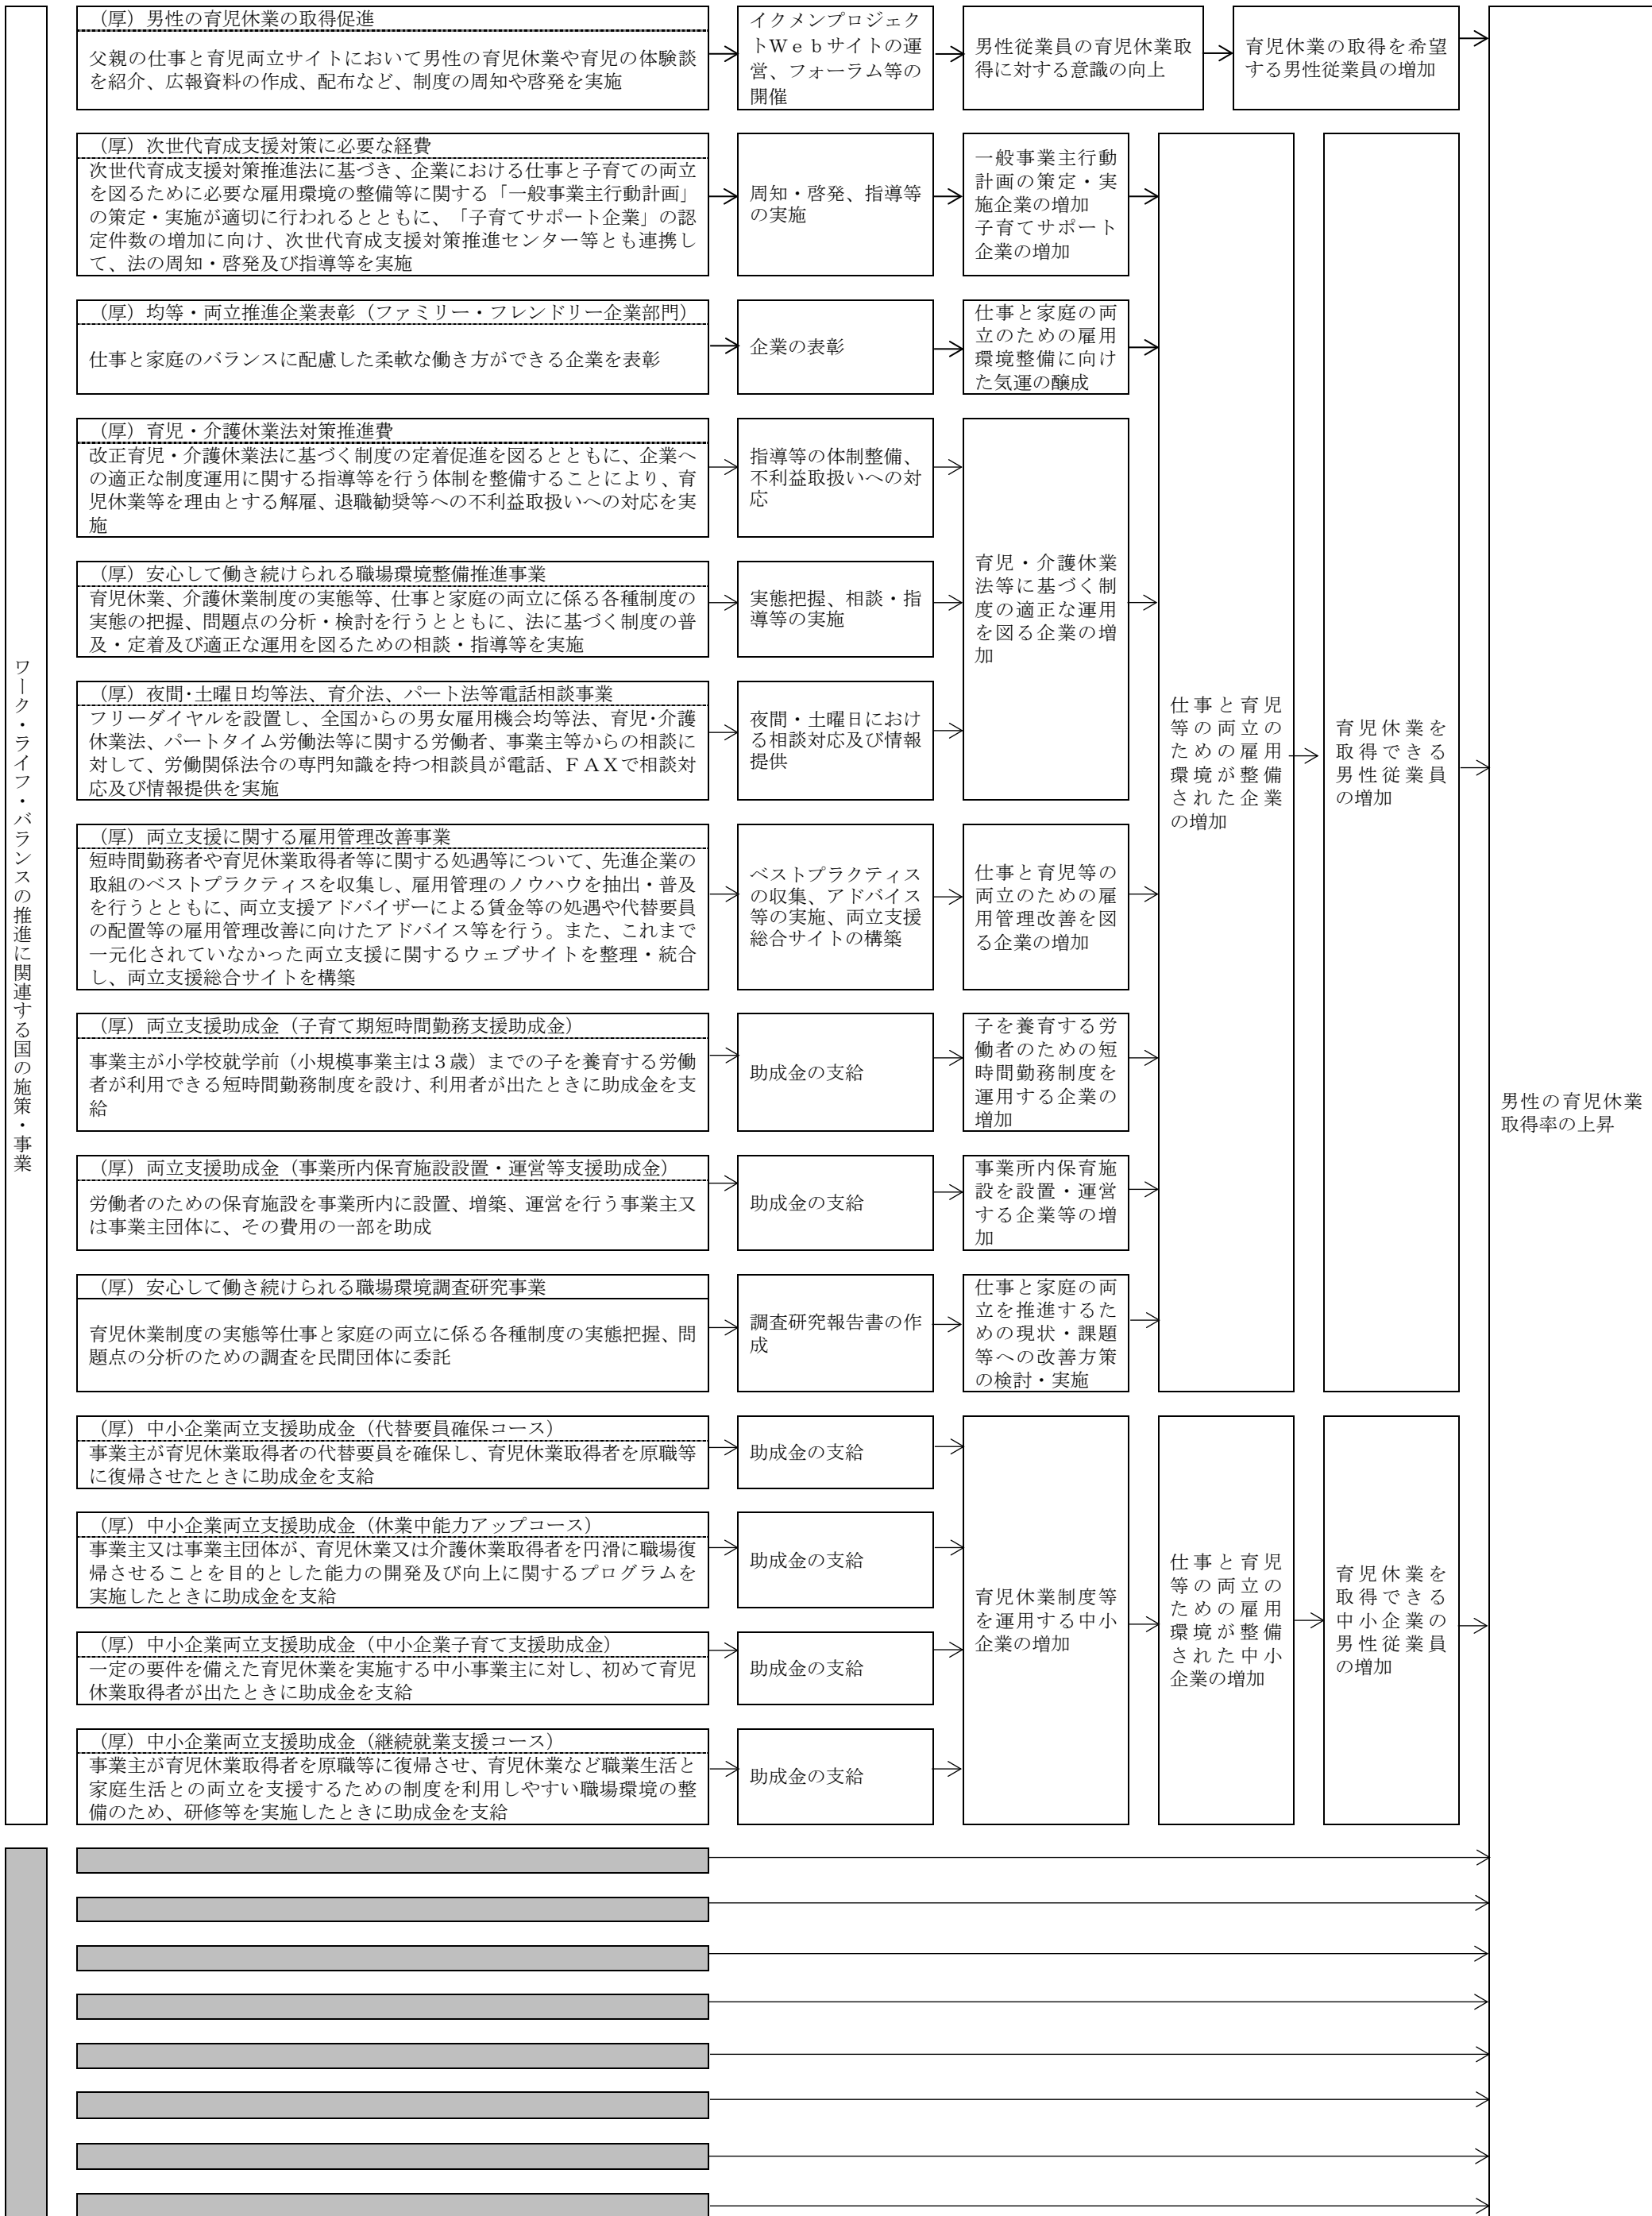 ワーク・ライフ・バランスの推進に関連する国の施策・事業
（厚）男性の育児休業の取得促進
父親の仕事と育児両立サイトにおいて男性の育児休業や育児の体験談
を紹介、広報資料の作成、配布など、制度の周知や啓発を実施
イクメンプロジェク
トＷｅｂサイトの運
営、フォーラム等の
開催
男性従業員の育児休業取
得に対する意識の向上
育児休業の取得を希望
する男性従業員の増加
（厚）次世代育成支援対策に必要な経費
次世代育成支援対策推進法に基づき、企業における仕事と子育ての両立
を図るために必要な雇用環境の整備等に関する「一般事業主行動計画」
の策定・実施が適切に行われるとともに、「子育てサポート企業」の認
定件数の増加に向け、次世代育成支援対策推進センター等とも連携し
て、法の周知・啓発及び指導等を実施
周知・啓発、指導等
の実施
一般事業主行動
計画の策定・実
施企業の増加
子育てサポート
企業の増加
（厚）均等・両立推進企業表彰（ファミリー・フレンドリー企業部門）
仕事と家庭のバランスに配慮した柔軟な働き方ができる企業を表彰
企業の表彰
仕事と家庭の両
立のための雇用
環境整備に向け
た気運の醸成
（厚）育児・介護休業法対策推進費
改正育児・介護休業法に基づく制度の定着促進を図るとともに、企業へ
の適正な制度運用に関する指導等を行う体制を整備することにより、育
児休業等を理由とする解雇、退職勧奨等への不利益取扱いへの対応を実
施
指導等の体制整備、
不利益取扱いへの対
応
（厚）安心して働き続けられる職場環境整備推進事業
育児休業、介護休業制度の実態等、仕事と家庭の両立に係る各種制度の
実態の把握、問題点の分析・検討を行うとともに、法に基づく制度の普
及・定着及び適正な運用を図るための相談・指導等を実施
実態把握、相談・指
導等の実施
育児・介護休業
法等に基づく制
度の適正な運用
を図る企業の増
加
（厚）夜間･土曜日均等法、育介法、パート法等電話相談事業
フリーダイヤルを設置し、全国からの男女雇用機会均等法、育児･介護
休業法、パートタイム労働法等に関する労働者、事業主等からの相談に
対して、労働関係法令の専門知識を持つ相談員が電話、ＦＡＸで相談対
応及び情報提供を実施
夜間・土曜日におけ
る相談対応及び情報
提供
仕事と育児
等の両立の
ための雇用
環境が整備
された企業
の増加
育児休業を
取得できる
男性従業員
の増加
（厚）両立支援に関する雇用管理改善事業
短時間勤務者や育児休業取得者等に関する処遇等について、先進企業の
取組のベストプラクティスを収集し、雇用管理のノウハウを抽出・普及
を行うとともに、両立支援アドバイザーによる賃金等の処遇や代替要員
の配置等の雇用管理改善に向けたアドバイス等を行う。また、これまで
一元化されていなかった両立支援に関するウェブサイトを整理・統合
し、両立支援総合サイトを構築
ベストプラクティス
の収集、アドバイス
等の実施、両立支援
総合サイトの構築
仕事と育児等の
両立のための雇
用管理改善を図
る企業の増加
（厚）両立支援助成金（子育て期短時間勤務支援助成金）
事業主が小学校就学前（小規模事業主は３歳）までの子を養育する労働
者が利用できる短時間勤務制度を設け、利用者が出たときに助成金を支
給
助成金の支給
子を養育する労
働者のための短
時間勤務制度を
運用する企業の
増加
男性の育児休業
取得率の上昇
（厚）両立支援助成金（事業所内保育施設設置・運営等支援助成金）
労働者のための保育施設を事業所内に設置、増築、運営を行う事業主又
は事業主団体に、その費用の一部を助成
助成金の支給
事業所内保育施
設を設置・運営
する企業等の増
加
（厚）安心して働き続けられる職場環境調査研究事業
育児休業制度の実態等仕事と家庭の両立に係る各種制度の実態把握、問
題点の分析のための調査を民間団体に委託
調査研究報告書の作
成
仕事と家庭の両
立を推進するた
めの現状・課題
等への改善方策
の検討・実施
（厚）中小企業両立支援助成金（代替要員確保コース）
事業主が育児休業取得者の代替要員を確保し、育児休業取得者を原職等
に復帰させたときに助成金を支給
助成金の支給
（厚）中小企業両立支援助成金（休業中能力アップコース）
事業主又は事業主団体が、育児休業又は介護休業取得者を円滑に職場復
帰させることを目的とした能力の開発及び向上に関するプログラムを
実施したときに助成金を支給
助成金の支給
育児休業制度等
を運用する中小
企業の増加
仕事と育児
等の両立の
ための雇用
環境が整備
された中小
企業の増加
育児休業を
取得できる
中小企業の
男性従業員
の増加
（厚）中小企業両立支援助成金（中小企業子育て支援助成金）
一定の要件を備えた育児休業を実施する中小事業主に対し、初めて育児
休業取得者が出たときに助成金を支給
助成金の支給
（厚）中小企業両立支援助成金（継続就業支援コース）
事業主が育児休業取得者を原職等に復帰させ、育児休業など職業生活と
家庭生活との両立を支援するための制度を利用しやすい職場環境の整
備のため、研修等を実施したときに助成金を支給
助成金の支給